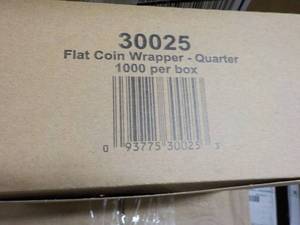 30025
Flat Coin Wrapper - Quarter
1000 per box
0 93775 30025 3